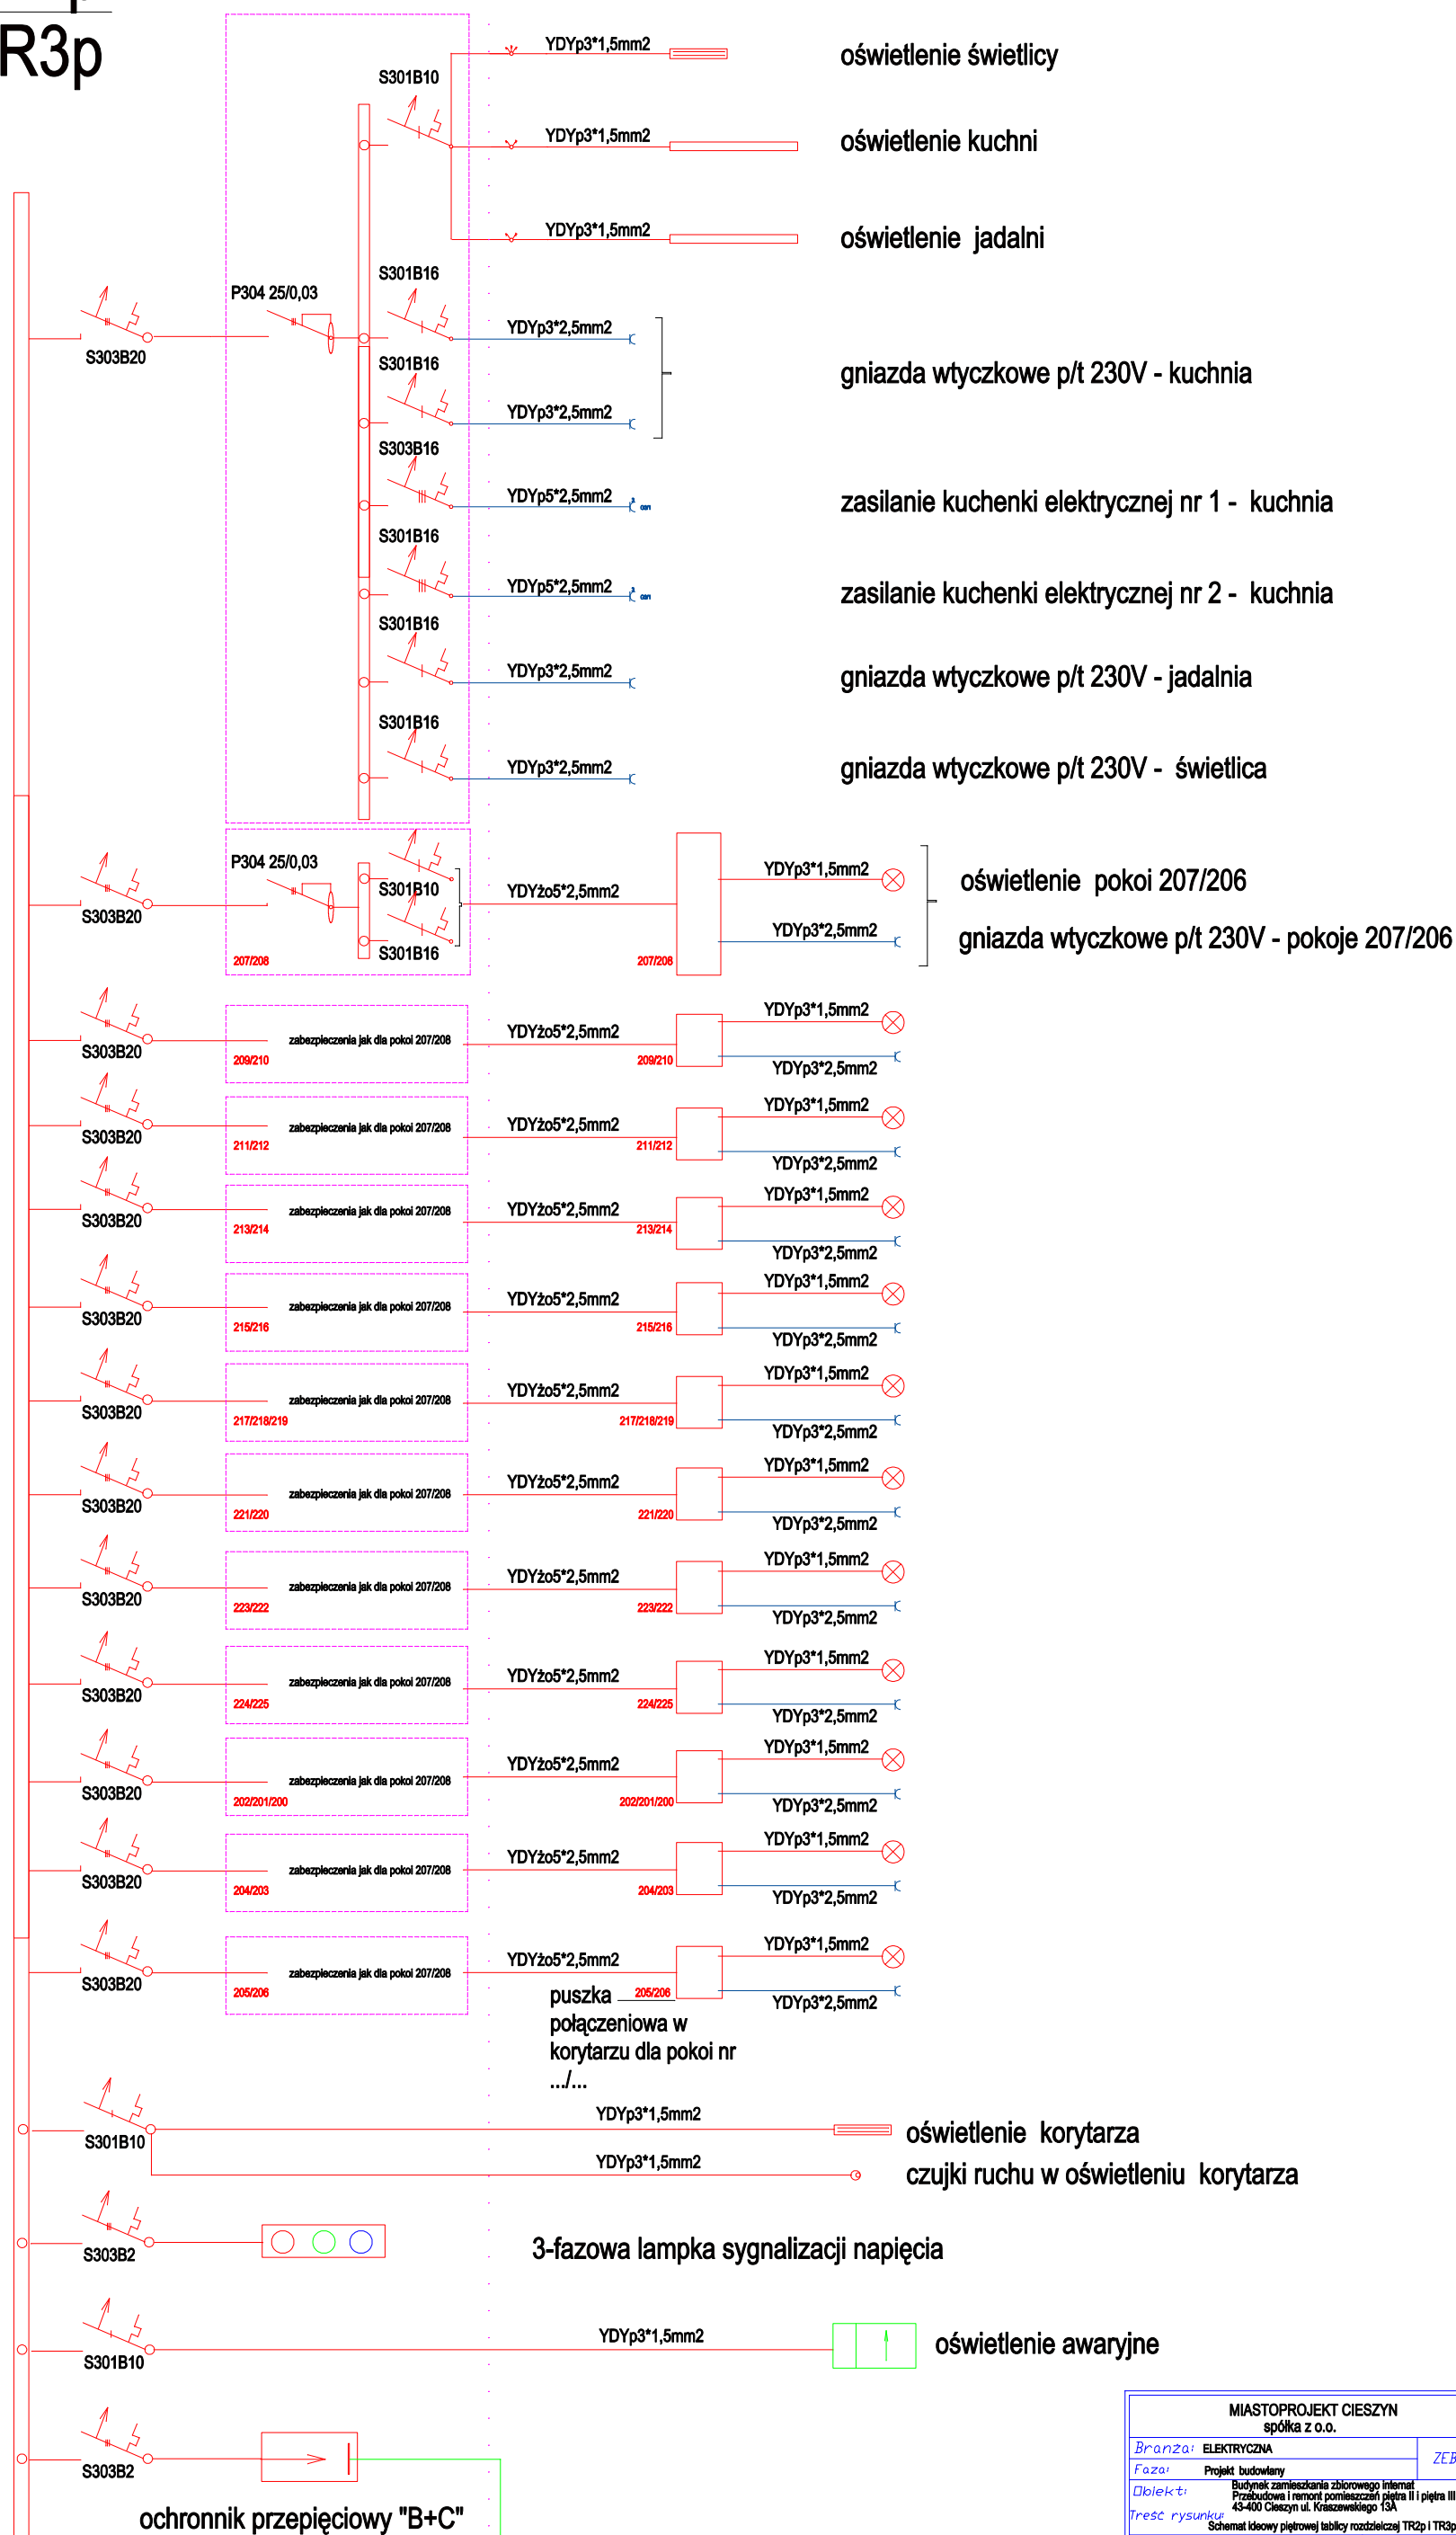 R3p
YDYp3*1,5mm2
oświetlenie świetlicy
S301B10
YDYp3*1,5mm2
oświetlenie kuchni
YDYp3*1,5mm2
oświetlenie jadalni
S301B16
P304 25/0,03
S303B20
YDYp3*2,5mm2
S301B16
gniazda wtyczkowe p/t 230V - kuchnia
YDYp3*2,5mm2
S303B16
YDYp5*2,5mm2
zasilanie kuchenki elektrycznej nr 1 - kuchnia
S301B16
YDYp5*2,5mm2
zasilanie kuchenki elektrycznej nr 2 - kuchnia
S301B16
YDYp3*2,5mm2
gniazda wtyczkowe p/t 230V - jadalnia
S301B16
YDYp3*2,5mm2
gniazda wtyczkowe p/t 230V - świetlica
P304 25/0,03
S303B20
S301B10
YDYżo5*2,5mm2
YDYp3*1,5mm2
oświetlenie pokoi 207/206
YDYp3*2,5mm2
gniazda wtyczkowe p/t 230V - pokoje 207/206
S301B16
207/208
207/208
S303B20
zabezpieczenia jak dla pokoi 207/208
209/210
YDYżo5*2,5mm2
209/210
YDYp3*1,5mm2
YDYp3*2,5mm2
S303B20
zabezpieczenia jak dla pokoi 207/208
211/212
YDYżo5*2,5mm2
211/212
YDYp3*1,5mm2
YDYp3*2,5mm2
S303B20
zabezpieczenia jak dla pokoi 207/208
213/214
YDYżo5*2,5mm2
213/214
YDYp3*1,5mm2
YDYp3*2,5mm2
S303B20
zabezpieczenia jak dla pokoi 207/208
215/216
YDYżo5*2,5mm2
215/216
YDYp3*1,5mm2
YDYp3*2,5mm2
S303B20
zabezpieczenia jak dla pokoi 207/208
217/218/219
YDYżo5*2,5mm2
217/218/219
YDYp3*1,5mm2
YDYp3*2,5mm2
S303B20
zabezpieczenia jak dla pokoi 207/208
221/220
YDYżo5*2,5mm2
221/220
YDYp3*1,5mm2
YDYp3*2,5mm2
S303B20
zabezpieczenia jak dla pokoi 207/208
223/222
YDYżo5*2,5mm2
223/222
YDYp3*1,5mm2
YDYp3*2,5mm2
S303B20
zabezpieczenia jak dla pokoi 207/208
224/225
YDYżo5*2,5mm2
224/225
YDYp3*1,5mm2
YDYp3*2,5mm2
S303B20
zabezpieczenia jak dla pokoi 207/208
202/201/200
YDYżo5*2,5mm2
202/201/200
YDYp3*1,5mm2
YDYp3*2,5mm2
S303B20
zabezpieczenia jak dla pokoi 207/208
204/203
YDYżo5*2,5mm2
204/203
YDYp3*1,5mm2
YDYp3*2,5mm2
S303B20
zabezpieczenia jak dla pokoi 207/208
205/206
YDYżo5*2,5mm2
205/206
YDYp3*1,5mm2
YDYp3*2,5mm2
puszka
połączeniowa w
korytarzu dla pokoi nr
.../...
S301B10
YDYp3*1,5mm2
oświetlenie korytarza
YDYp3*1,5mm2
czujki ruchu w oświetleniu korytarza
S303B2
3-fazowa lampka sygnalizacji napięcia
S301B10
YDYp3*1,5mm2
oświetlenie awaryjne
S303B2
ochronnik przepięciowy "B+C"
MIASTOPROJEKT CIESZYN
spółka z o.o.
Branża: ELEKTRYCZNA
ZEB
Faza: Projekt budowlany
Obiekt: Budynek zamieszkania zbiorowego internat
Przebudowa i remont pomieszczeń piętra II i piętra III
43-400 Cieszyn ul. Kraszewskiego 13A
Treść rysunku:
Schemat ideowy piętrowej tablicy rozdzielczej TR2p i TR3p